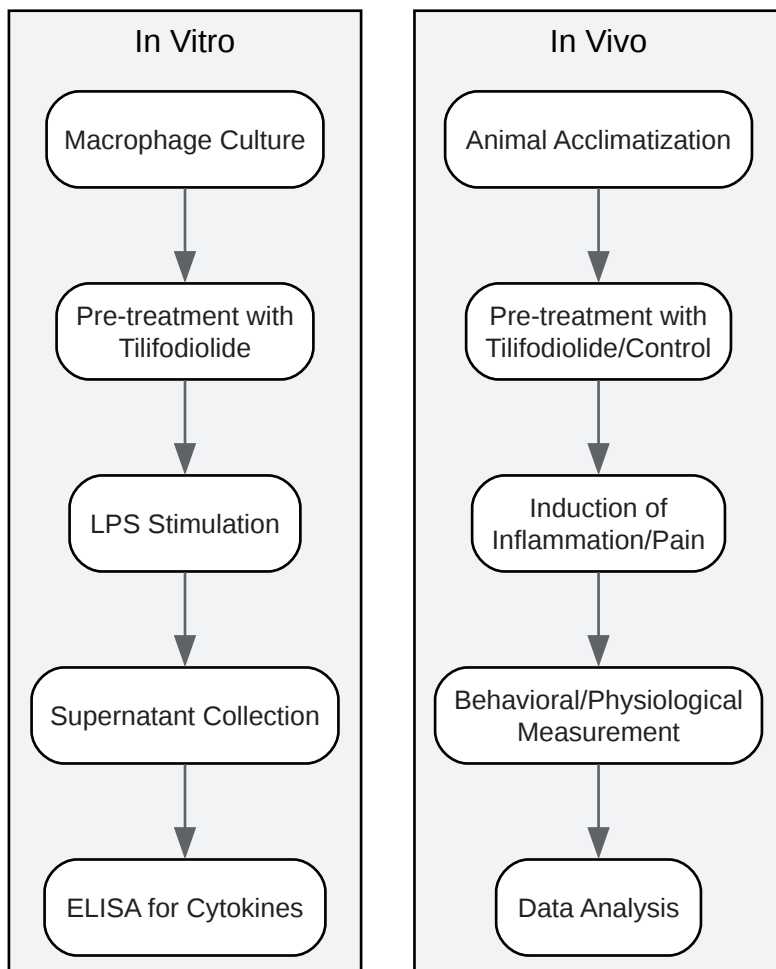 In Vitro
Macrophage Culture
Pre-treatment with
Tilifodiolide
LPS Stimulation
Supernatant Collection
ELISA for Cytokines
In Vivo
Animal Acclimatization
Pre-treatment with
Tilifodiolide/Control
Induction of
Inflammation/Pain
Behavioral/Physiological
Measurement
Data Analysis